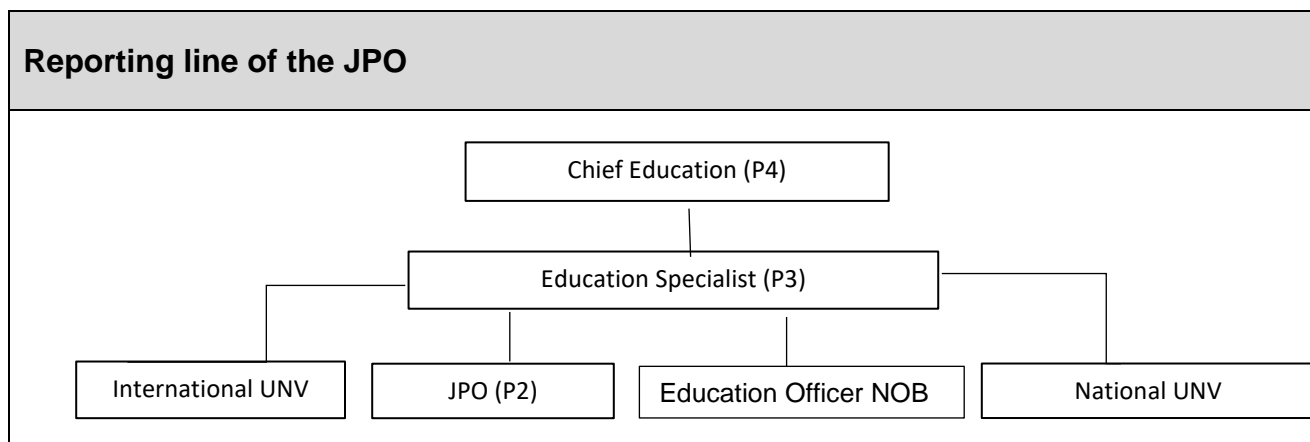 Reporting line of the JPO
Chief Education (P4)
Education Specialist (P3)
International UNV
JPO (P2)
Education Officer NOB
National UNV